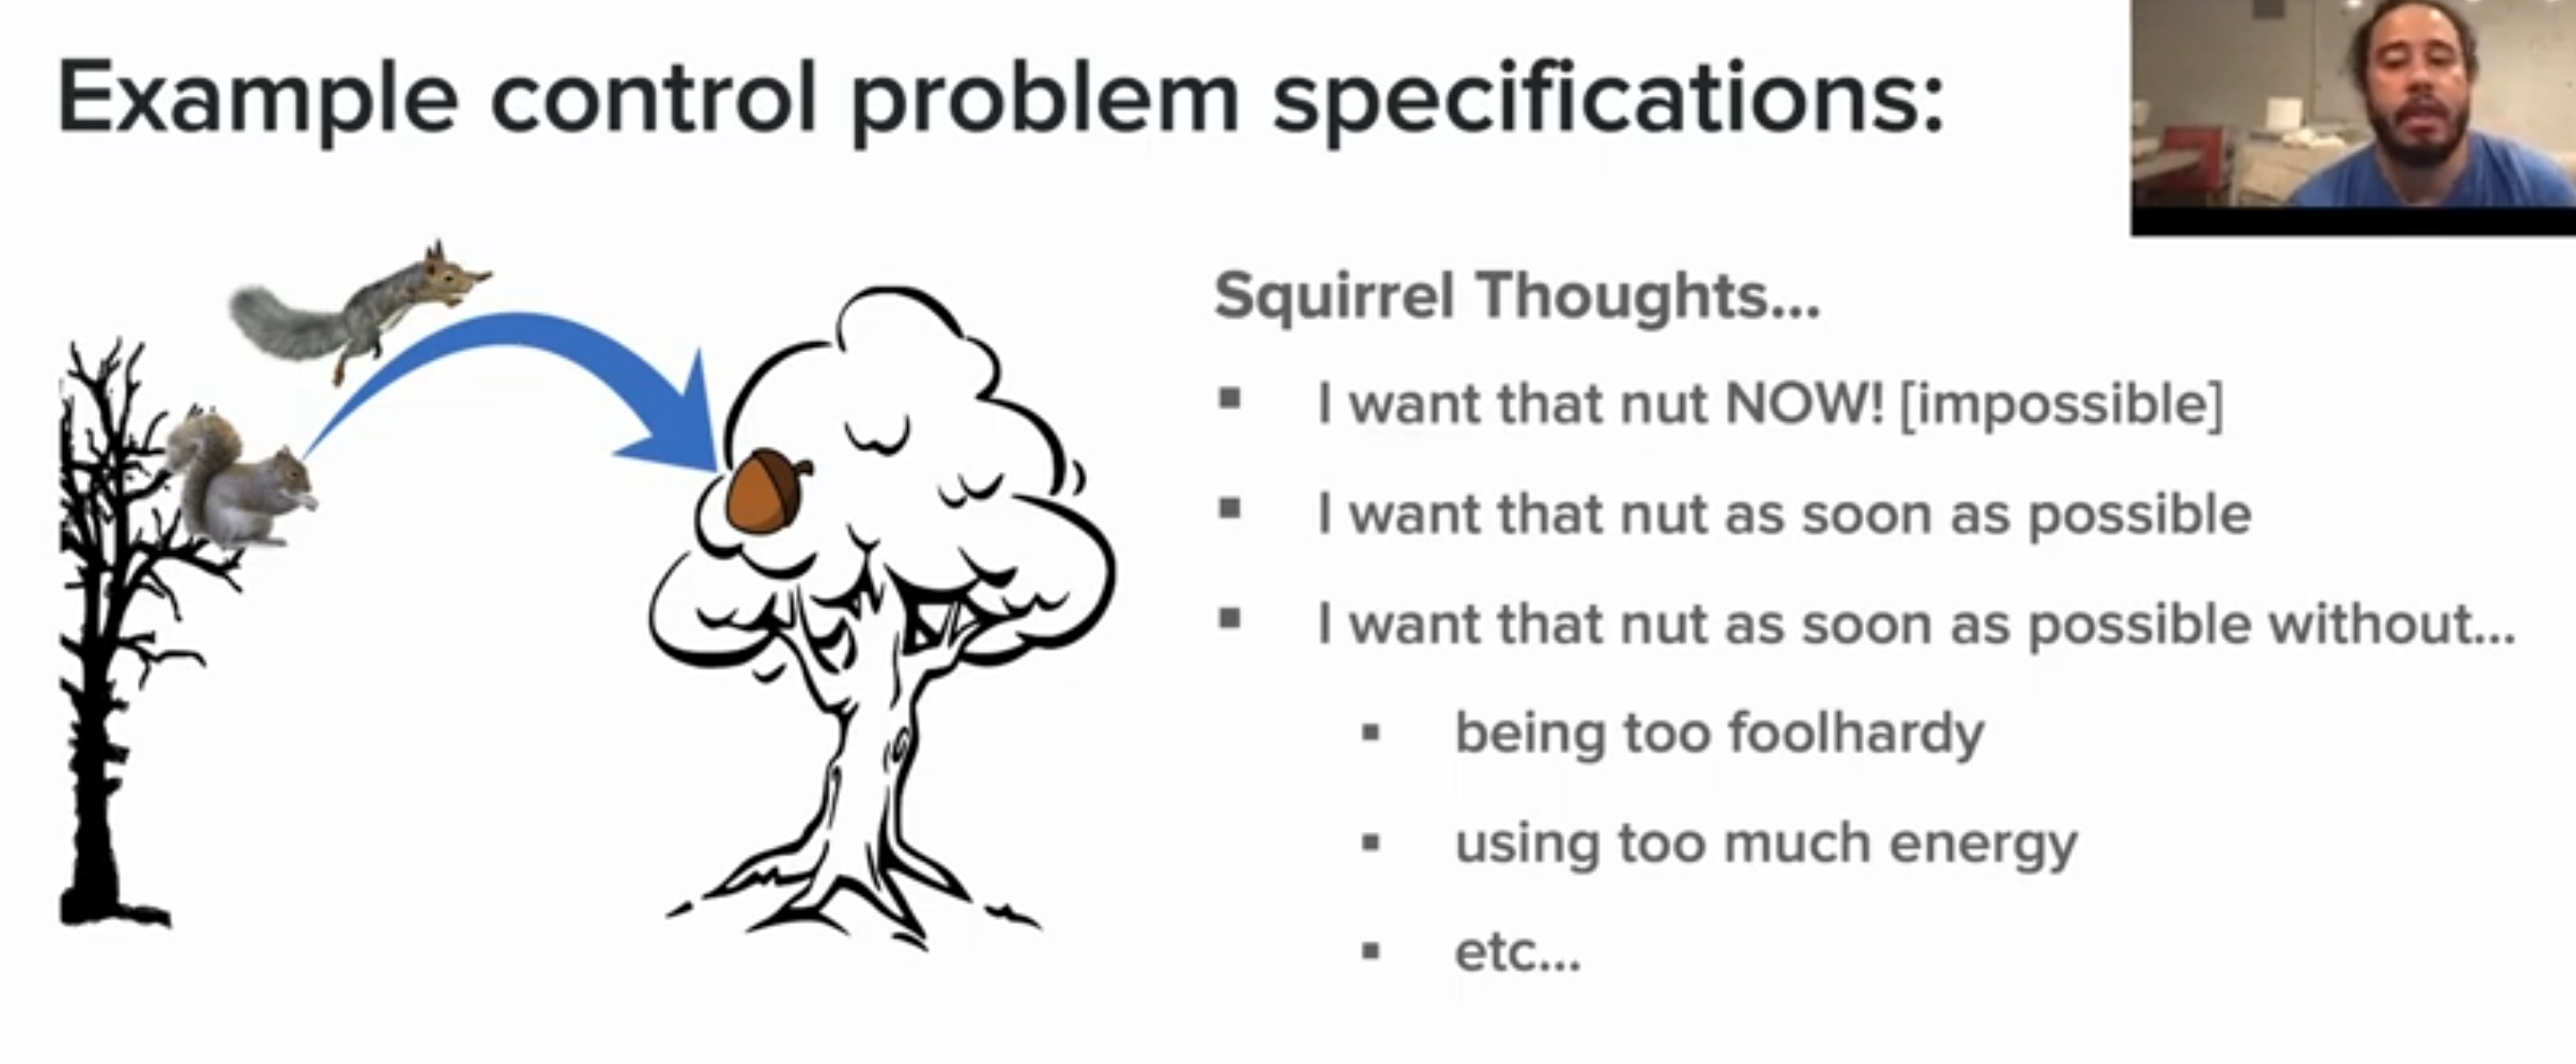 Example control problem specifications:
Squirrel Thoughts...
▪ I want that nut NOW! [impossible]
▪ I want that nut as soon as possible
▪ I want that nut as soon as possible without...
▪ being too foolhardy
▪ using too much energy
▪ etc...